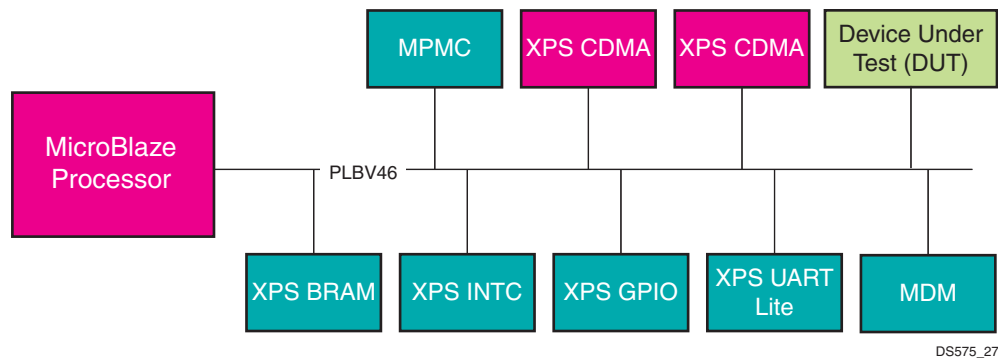 MPMC
XPS CDMA
XPS CDMA
Device Under
Test (DUT)
MicroBlaze
Processor
PLBV46
XPS BRAM
XPS INTC
XPS GPIO
XPS UART
Lite
MDM
DS575_27